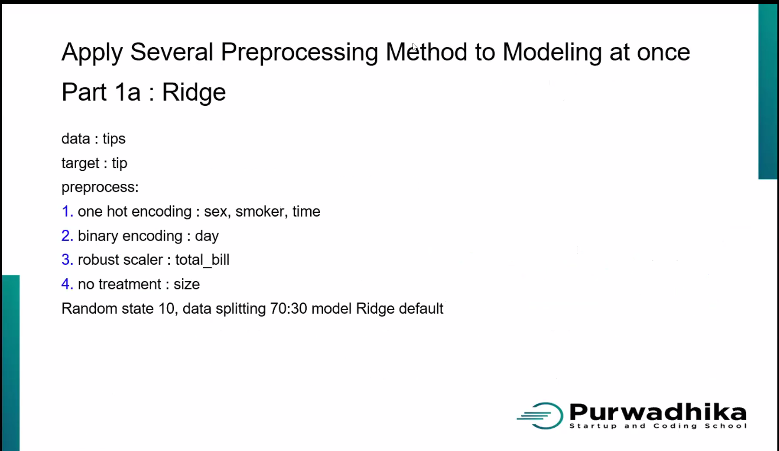 Apply Several Preprocessing Method to Modeling at once
Part 1a : Ridge
data : tips
target : tip
preprocess:
1. one hot encoding : sex, smoker, time
2. binary encoding : day
3. robust scaler : total_bill
4. no treatment : size
Random state 10, data splitting 70:30 model Ridge default
Purwadhika
Startup and Coding School